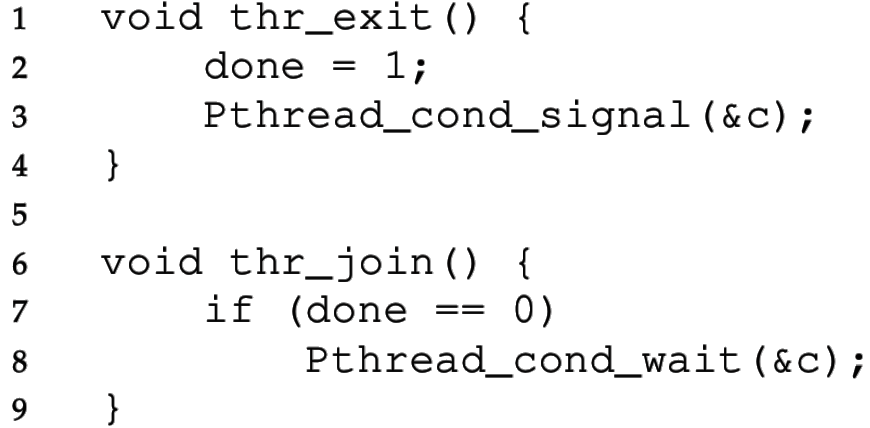 1 void thr_exit() {
2 done = 1;
3 Pthread_cond_signal(&c);
4 }
5
6 void thr_join() {
7 if (done == 0)
8 Pthread_cond_wait(&c);
9 }